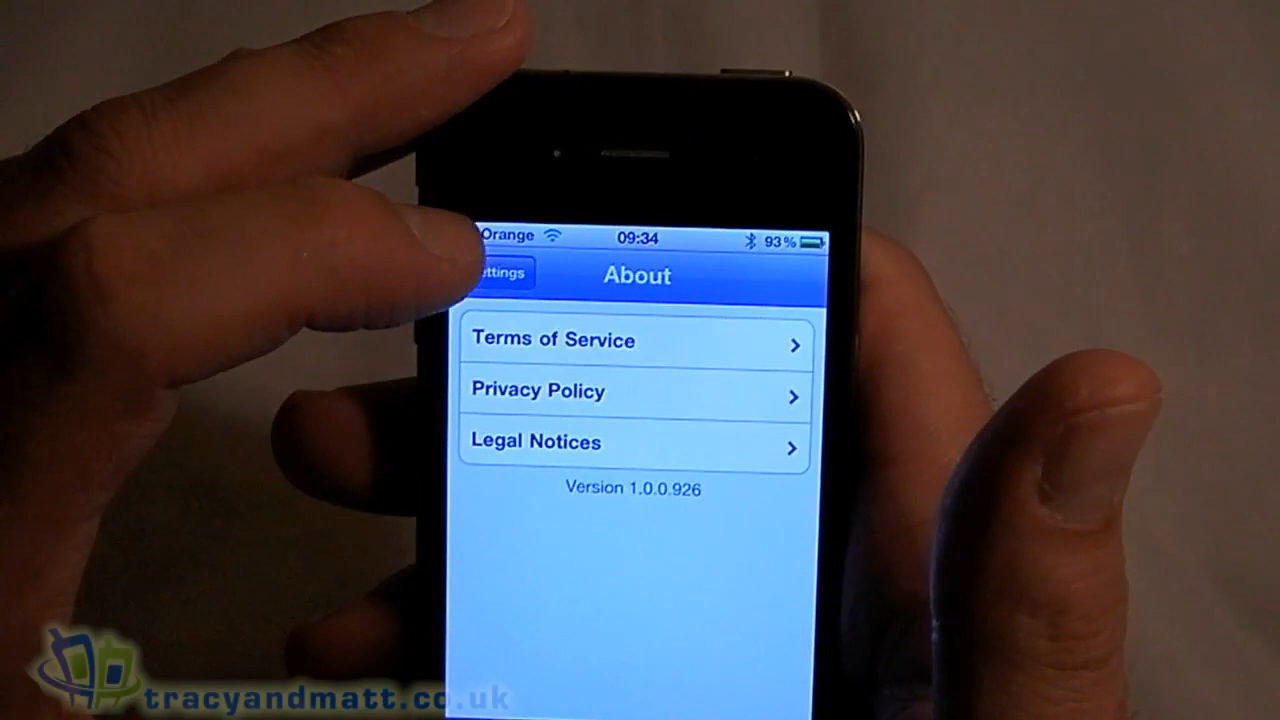 Orange 09:34 93%
ettings About
Terms of Service
Privacy Policy
Legal Notices
Version 1.0.0.926
tracyandmatt.co.uk